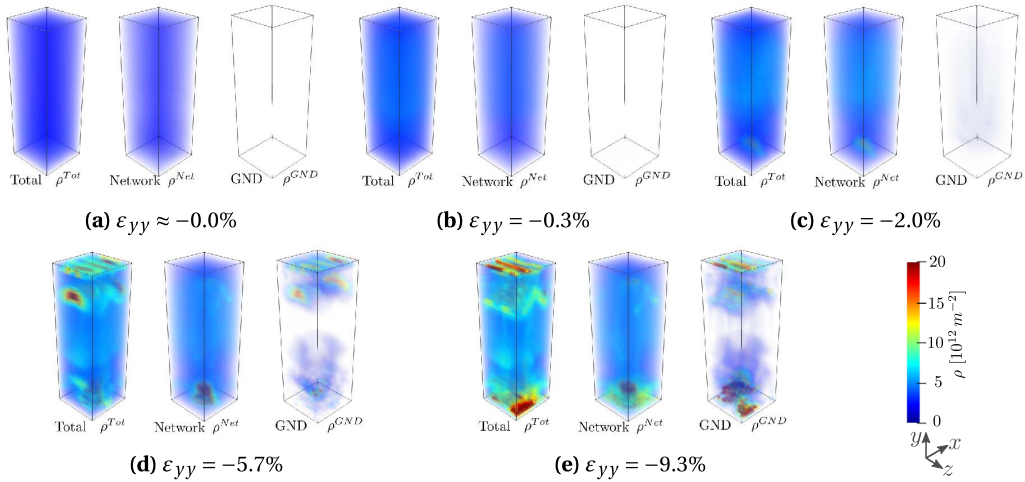 Total ρ^Tot Network ρ^Net GND ρ^GND
(a) ε_yy ≈ −0.0%
Total ρ^Tot Network ρ^Net GND ρ^GND
(b) ε_yy = −0.3%
Total ρ^Tot Network ρ^Net GND ρ^GND
(c) ε_yy = −2.0%
Total ρ^Tot Network ρ^Net GND ρ^GND
(d) ε_yy = −5.7%
Total ρ^Tot Network ρ^Net GND ρ^GND
(e) ε_yy = −9.3%
20
15
10
5
0
ρ [10^12 m^−2]
y
x
z